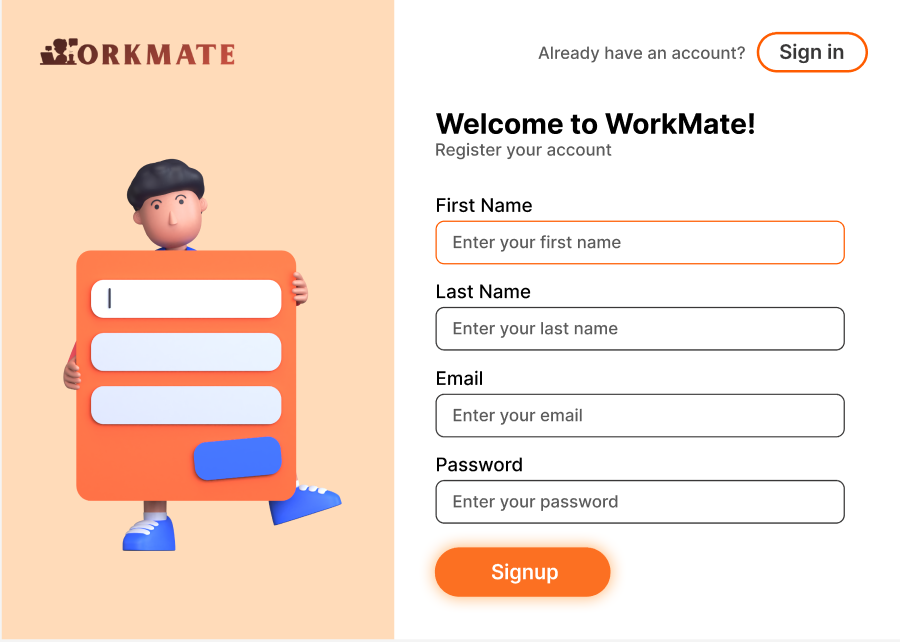 WORKMATE
Already have an account? Sign in
Welcome to WorkMate!
Register your account
First Name
Enter your first name
Last Name
Enter your last name
Email
Enter your email
Password
Enter your password
Signup